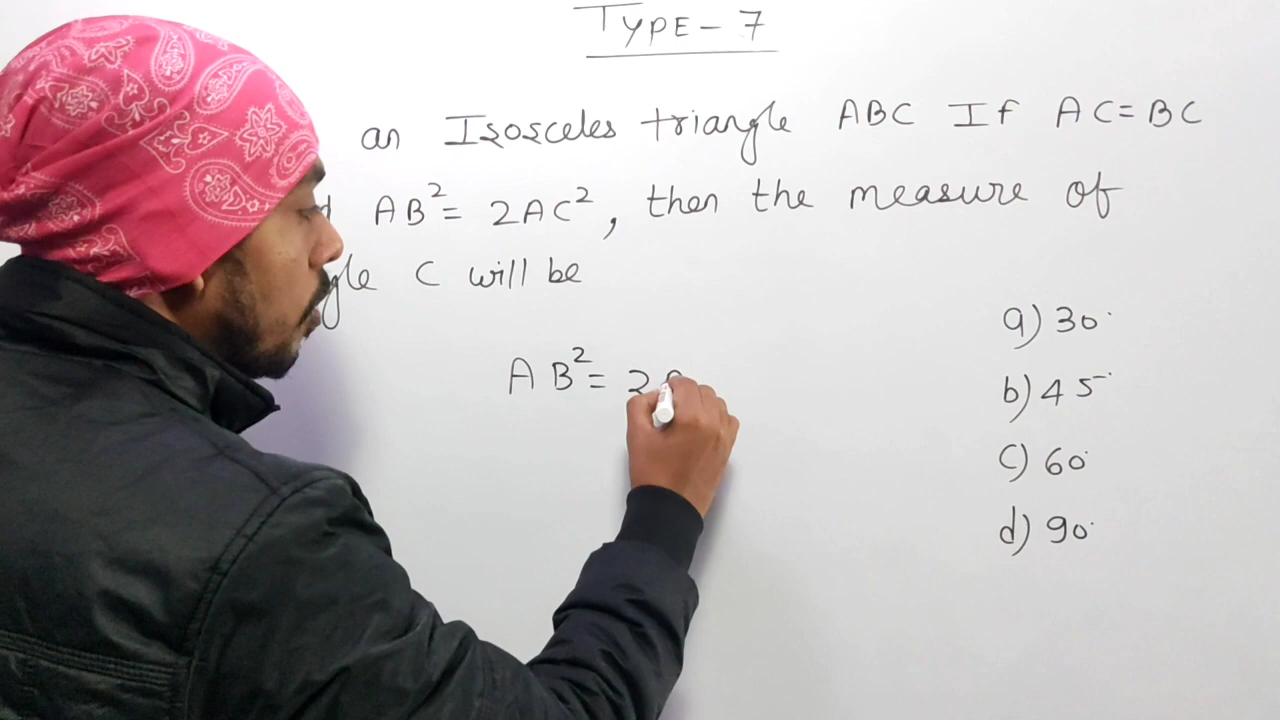 TYPE - 7
an Isosceles triangle ABC If AC = BC
AB² = 2AC², then the measure of
C will be
a) 30°
AB² = 2
b) 45°
c) 60°
d) 90°